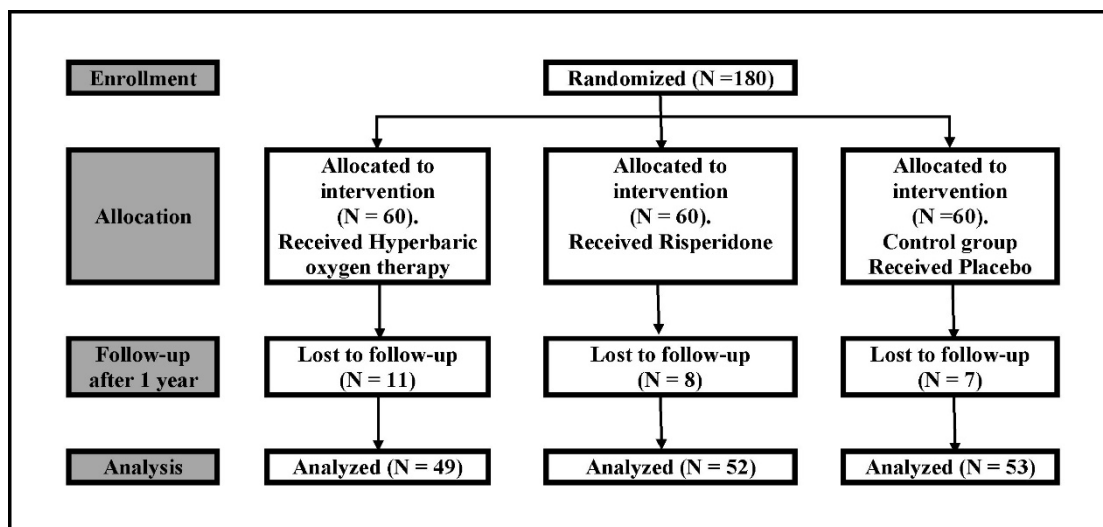 Enrollment
Randomized (N =180)
Allocation
Allocated to
intervention
(N = 60).
Received Hyperbaric
oxygen therapy
Allocated to
intervention
(N = 60).
Received Risperidone
Allocated to
intervention
(N =60).
Control group
Received Placebo
Follow-up
after 1 year
Lost to follow-up
(N = 11)
Lost to follow-up
(N = 8)
Lost to follow-up
(N = 7)
Analysis
Analyzed (N = 49)
Analyzed (N = 52)
Analyzed (N = 53)